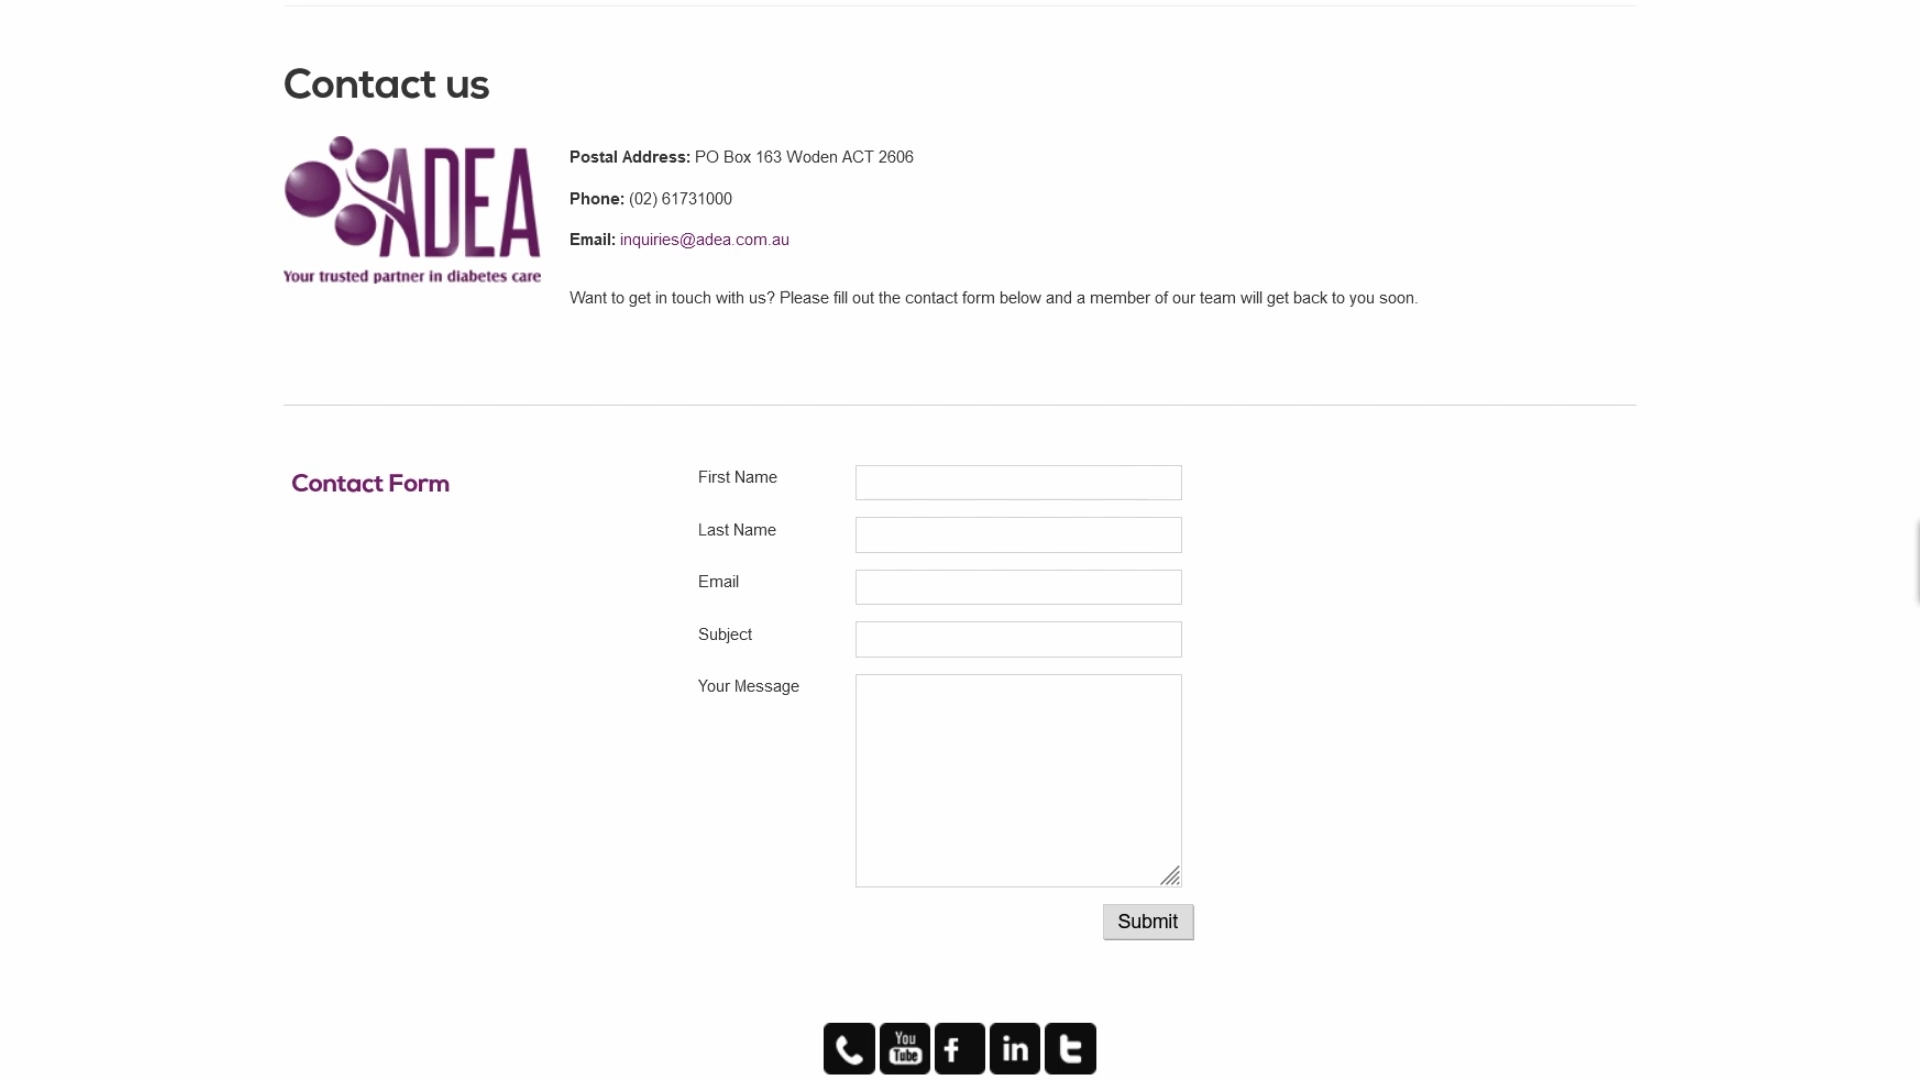 Contact us
ADEA
Your trusted partner in diabetes care
Postal Address: PO Box 163 Woden ACT 2606
Phone: (02) 61731000
Email: inquiries@adea.com.au
Want to get in touch with us? Please fill out the contact form below and a member of our team will get back to you soon.
Contact Form
First Name
Last Name
Email
Subject
Your Message
Submit
You
Tube
f
in
t